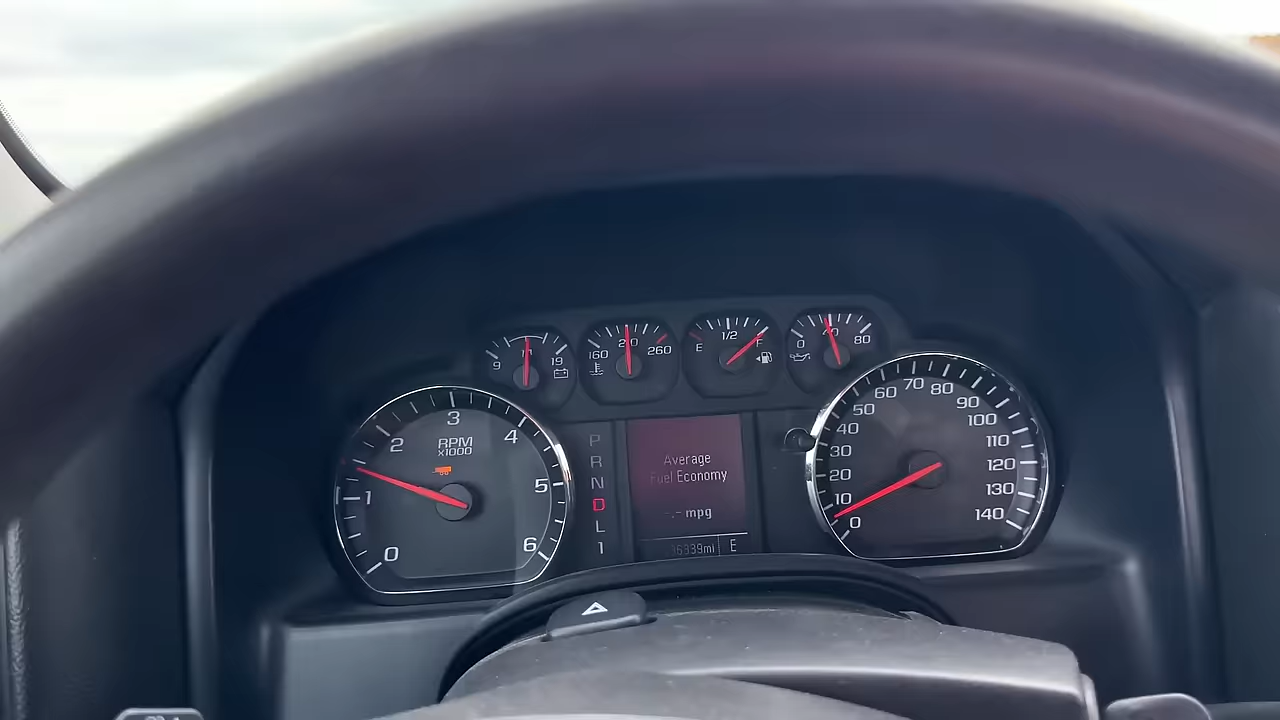 9 19
160 210 260
E 1/2 F
0 40 80
0 1 2 3 4 5 6
RPM
x1000
P
R
N
D
L
1
Average
Fuel Economy
-.- mpg
E
0 10 20 30 40 50 60 70 80 90 100 110 120 130 140